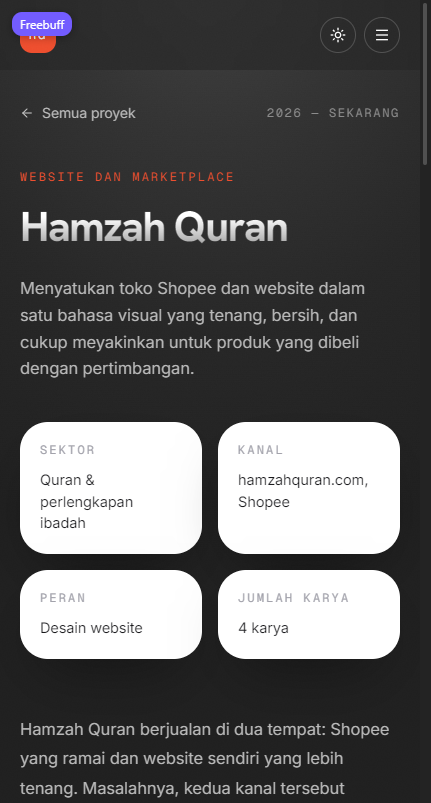 Freebuff
← Semua proyek
2026 — SEKARANG
WEBSITE DAN MARKETPLACE
Hamzah Quran
Menyatukan toko Shopee dan website dalam
satu bahasa visual yang tenang, bersih, dan
cukup meyakinkan untuk produk yang dibeli
dengan pertimbangan.
SEKTOR
Quran &
perlengkapan
ibadah
KANAL
hamzahquran.com,
Shopee
PERAN
Desain website
JUMLAH KARYA
4 karya
Hamzah Quran berjualan di dua tempat: Shopee
yang ramai dan website sendiri yang lebih
tenang. Masalahnya, kedua kanal tersebut